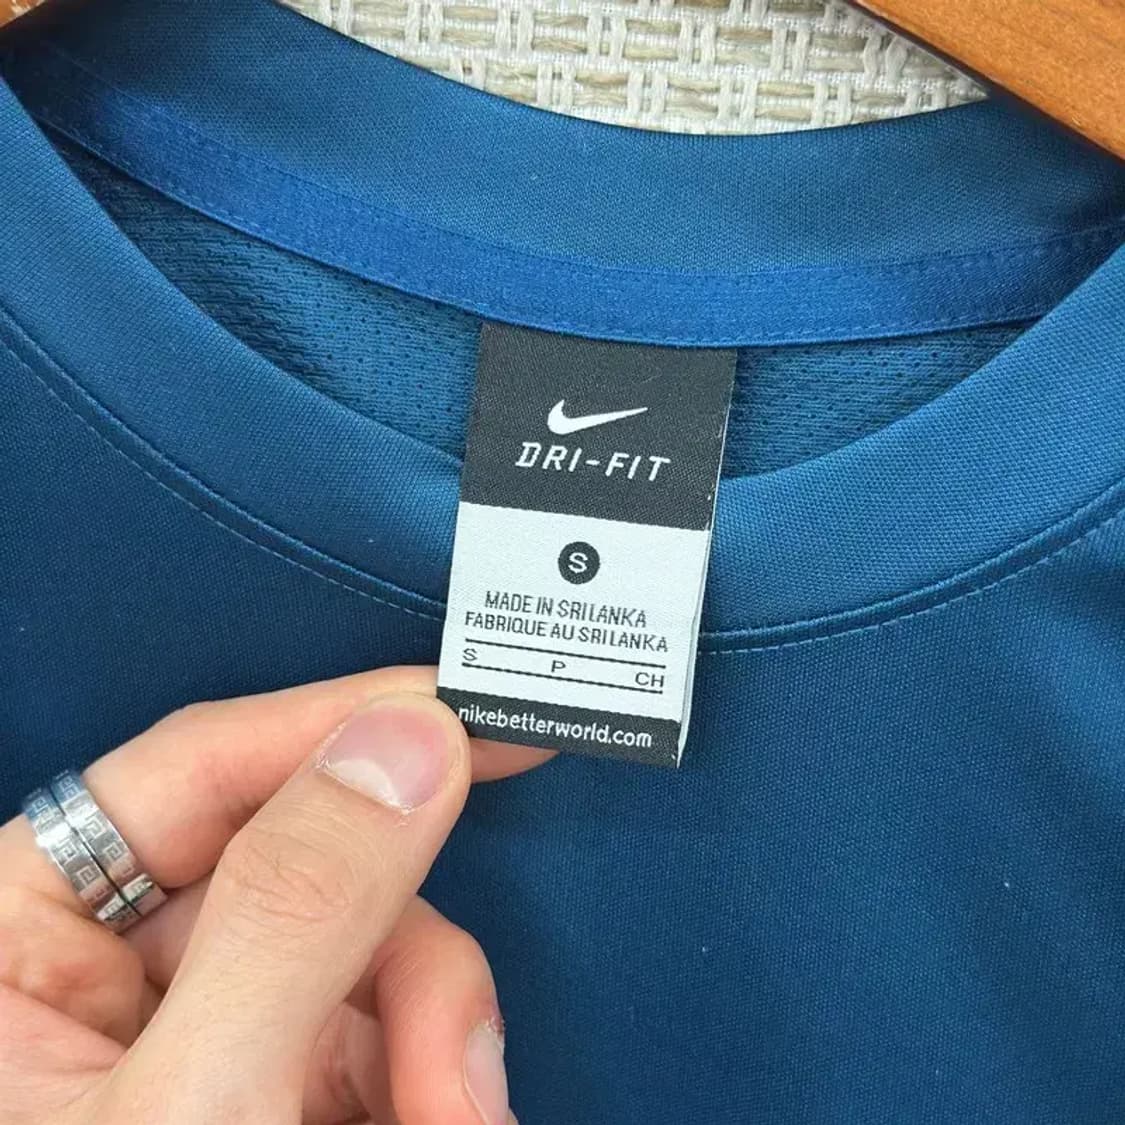 DRI-FIT
S
MADE IN SRI LANKA
FABRIQUE AU SRI LANKA
S P CH
nikebetterworld.com